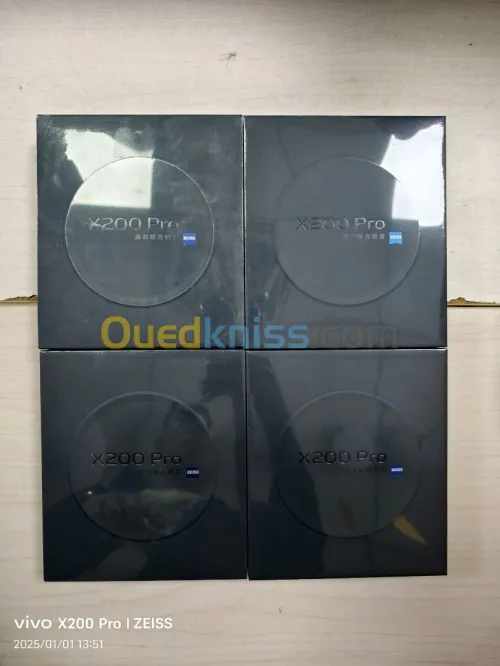 X200 Pro
ZEISS
X200 Pro
ZEISS
Ouedkniss.com
X200 Pro
ZEISS
X200 Pro
ZEISS
vivo X200 Pro | ZEISS
2025/01/01 13:51